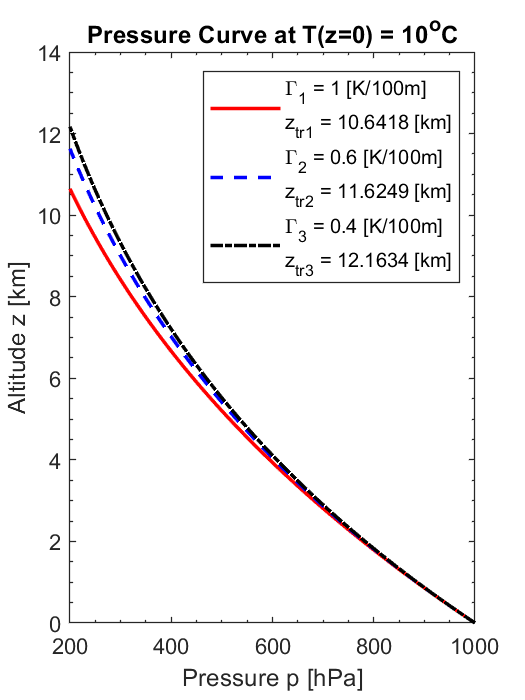 Pressure Curve at T(z=0) = 10°C
14
12
10
8
6
4
2
0
Altitude z [km]
Γ1 = 1 [K/100m]
ztr1 = 10.6418 [km]
Γ2 = 0.6 [K/100m]
ztr2 = 11.6249 [km]
Γ3 = 0.4 [K/100m]
ztr3 = 12.1634 [km]
200 400 600 800 1000
Pressure p [hPa]